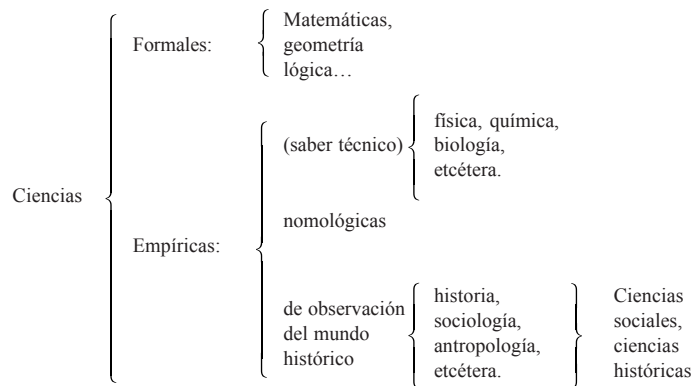 Ciencias
Formales:
Matemáticas,
geometría
lógica…
Empíricas:
(saber técnico)
física, química,
biología,
etcétera.
nomológicas
de observación
del mundo
histórico
historia,
sociología,
antropología,
etcétera.
Ciencias
sociales,
ciencias
históricas